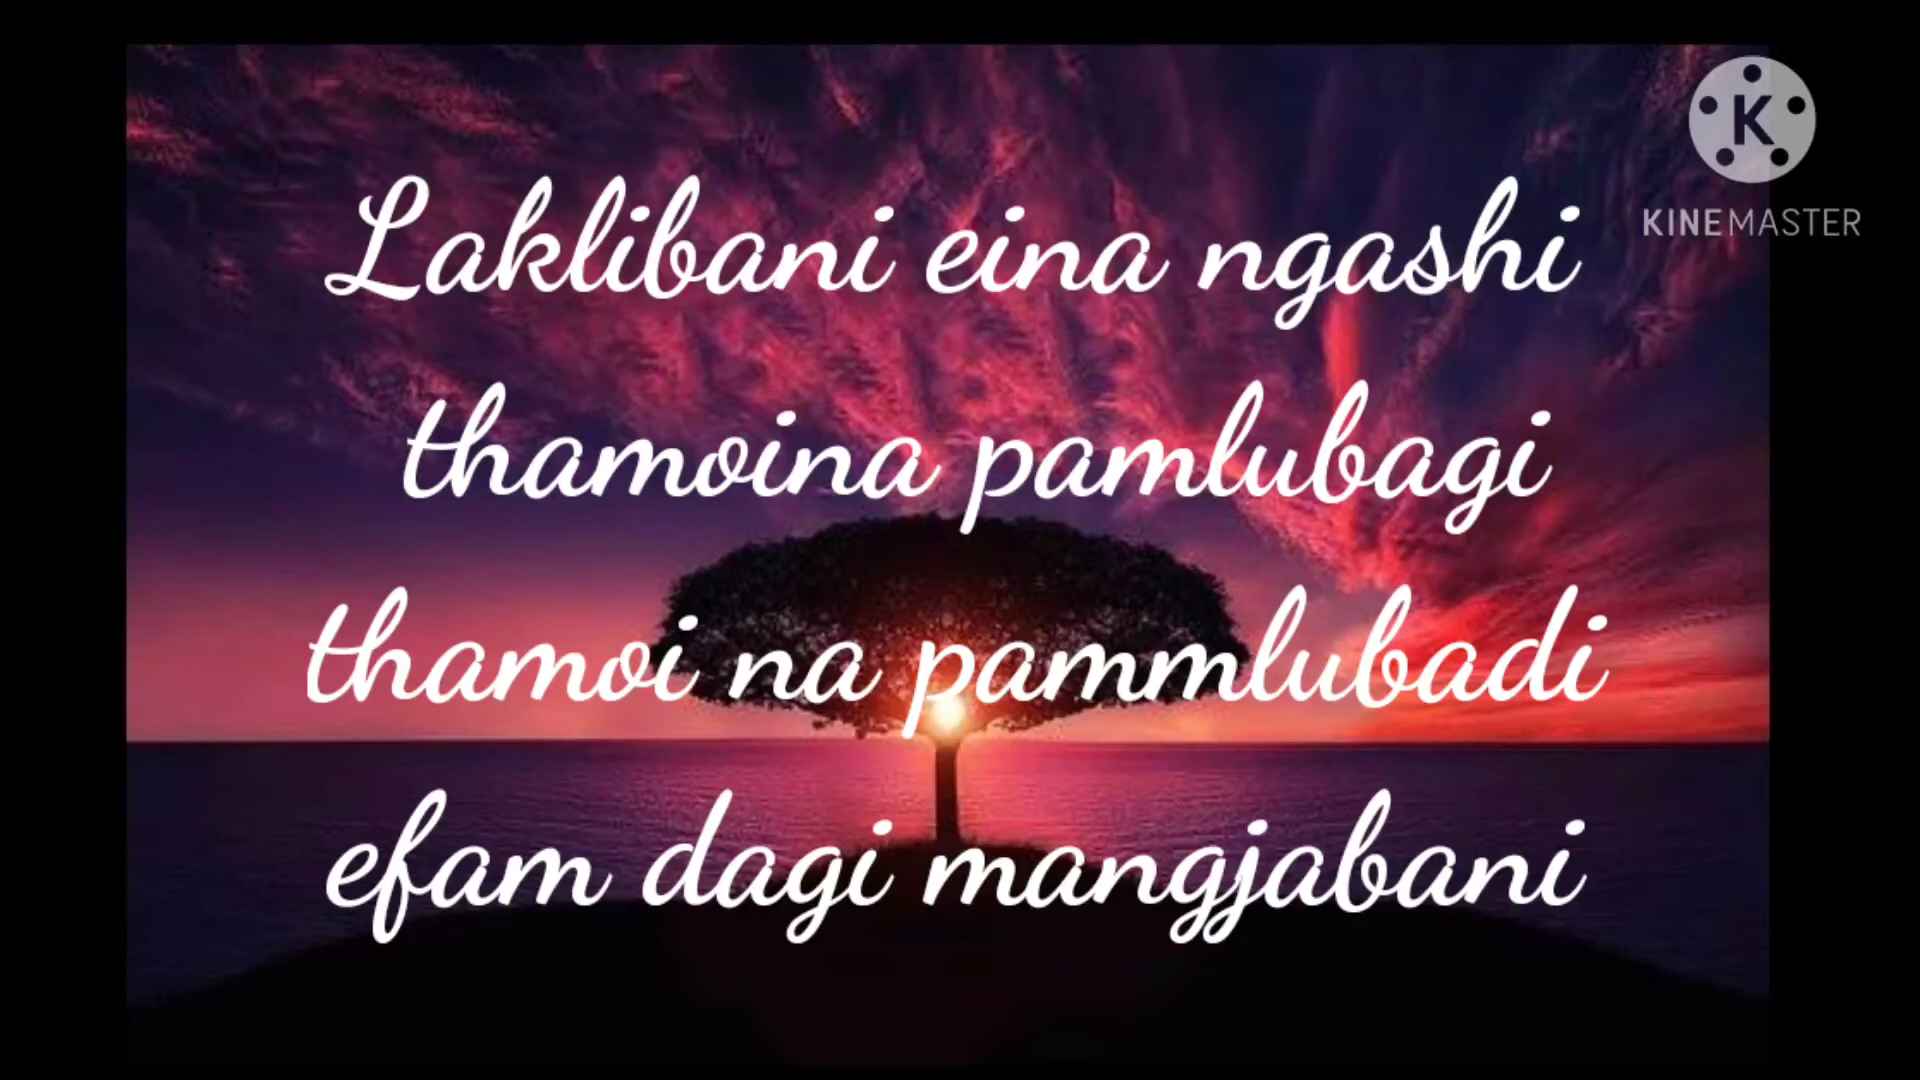 K
KINEMASTER
Laklibani eina ngashi
thamoina pamlubagi
thamoi na pammlubadi
efam dagi mangjabani